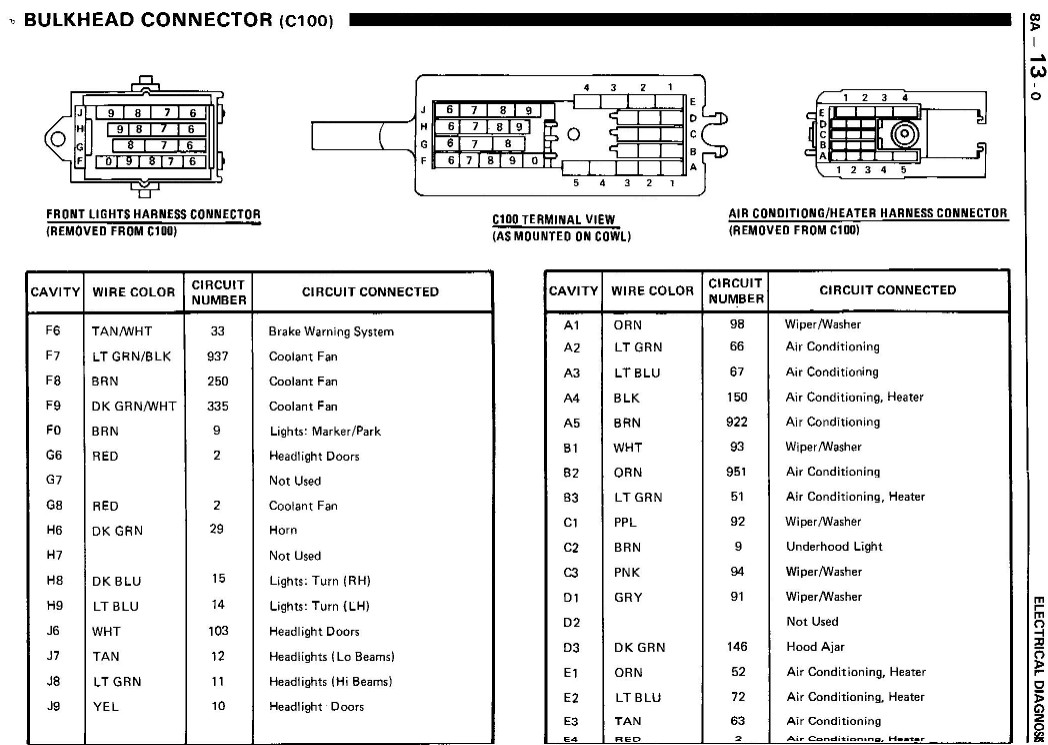 BULKHEAD CONNECTOR (C100)
8A — 13 - 0
J 9 8 7 6
H 9 8 7 6
G 8 7 6
F 0 9 8 7 6
FRONT LIGHTS HARNESS CONNECTOR
(REMOVED FROM C100)
4 3 2 1
J 6 7 8 9 E
H 6 7 8 9 D
C
G 6 7 8 B
F 6 7 8 9 0 A
5 4 3 2 1
C100 TERMINAL VIEW
(AS MOUNTED ON COWL)
1 2 3 4
E
D
C
B
A
1 2 3 4 5
AIR CONDITIONG/HEATER HARNESS CONNECTOR
(REMOVED FROM C100)
CAVITY WIRE COLOR CIRCUIT NUMBER CIRCUIT CONNECTED
F6 TAN/WHT 33 Brake Warning System
F7 LT GRN/BLK 937 Coolant Fan
F8 BRN 250 Coolant Fan
F9 DK GRN/WHT 335 Coolant Fan
F0 BRN 9 Lights: Marker/Park
G6 RED 2 Headlight Doors
G7 Not Used
G8 RED 2 Coolant Fan
H6 DK GRN 29 Horn
H7 Not Used
H8 DK BLU 15 Lights: Turn (RH)
H9 LT BLU 14 Lights: Turn (LH)
J6 WHT 103 Headlight Doors
J7 TAN 12 Headlights (Lo Beams)
J8 LT GRN 11 Headlights (Hi Beams)
J9 YEL 10 Headlight Doors
CAVITY WIRE COLOR CIRCUIT NUMBER CIRCUIT CONNECTED
A1 ORN 98 Wiper/Washer
A2 LT GRN 66 Air Conditioning
A3 LT BLU 67 Air Conditioning
A4 BLK 150 Air Conditioning, Heater
A5 BRN 922 Air Conditioning
B1 WHT 93 Wiper/Washer
B2 ORN 951 Air Conditioning
B3 LT GRN 51 Air Conditioning, Heater
C1 PPL 92 Wiper/Washer
C2 BRN 9 Underhood Light
C3 PNK 94 Wiper/Washer
D1 GRY 91 Wiper/Washer
D2 Not Used
D3 DK GRN 146 Hood Ajar
E1 ORN 52 Air Conditioning, Heater
E2 LT BLU 72 Air Conditioning, Heater
E3 TAN 63 Air Conditioning
E4 RED 2 Air Conditioning, Heater
ELECTRICAL DIAGNOSIS